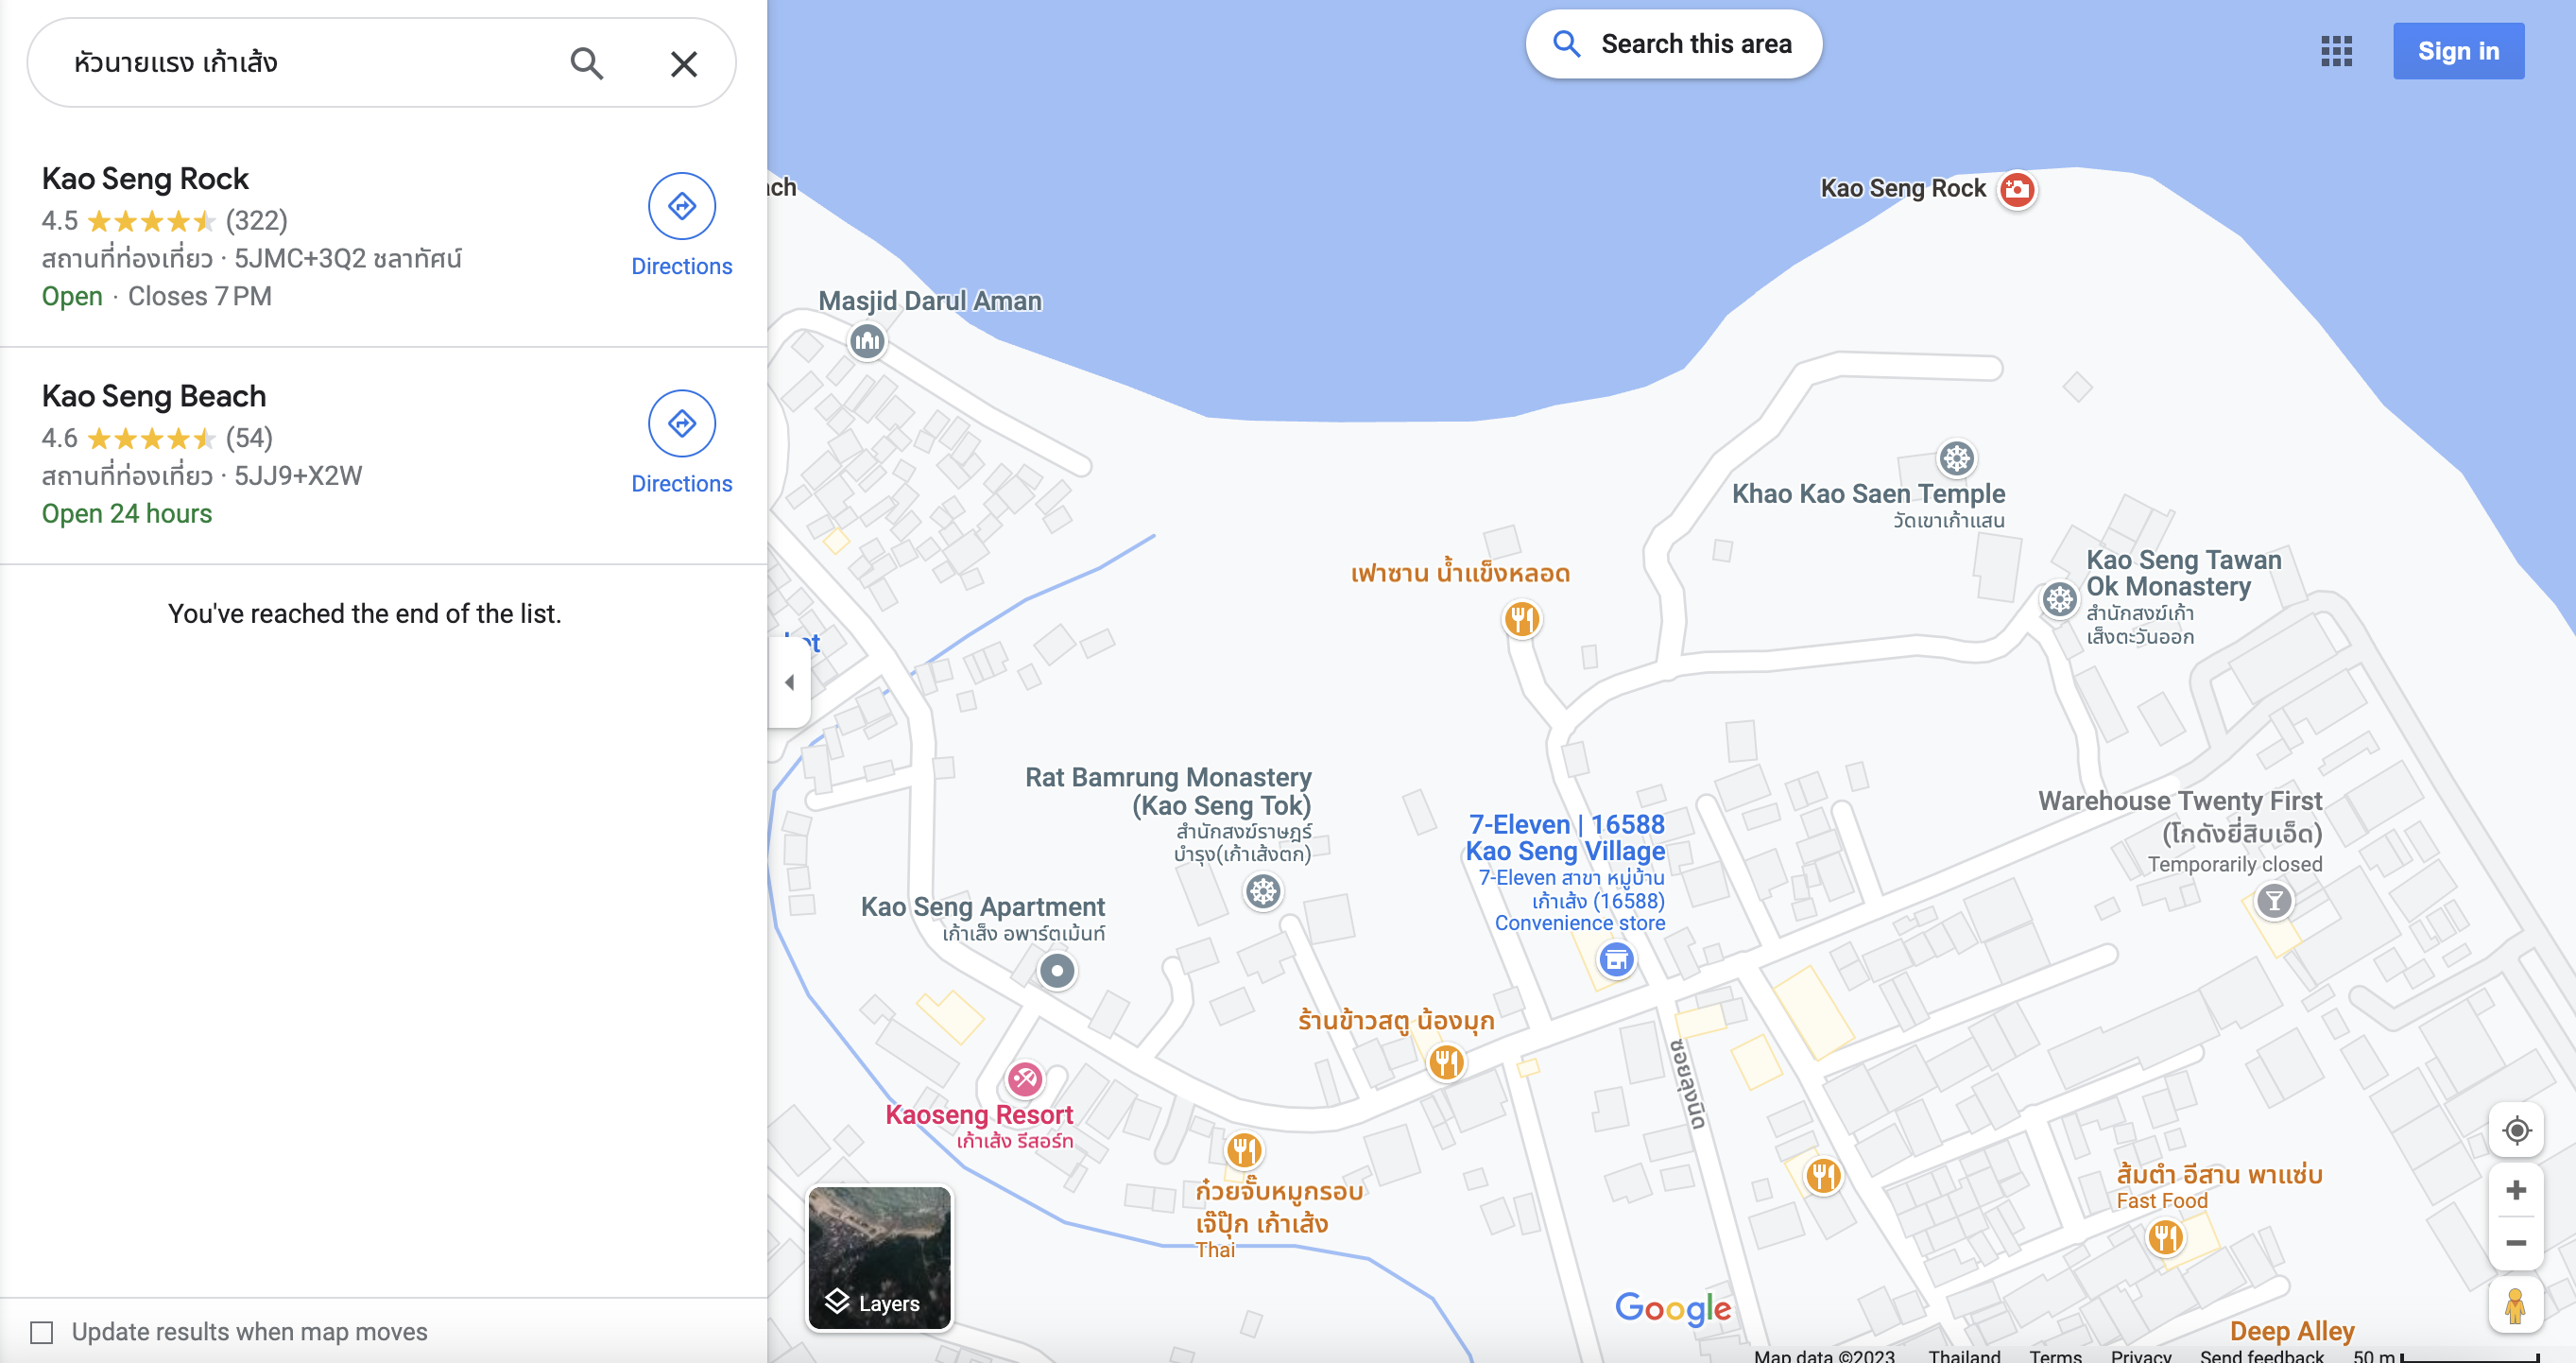 หัวนายแรง เก้าเส้ง
Kao Seng Rock
4.5 (322)
สถานที่ท่องเที่ยว · 5JMC+3Q2 ชลาทัศน์
Open · Closes 7 PM
Directions
Kao Seng Beach
4.6 (54)
สถานที่ท่องเที่ยว · 5JJ9+X2W
Open 24 hours
Directions
You've reached the end of the list.
Update results when map moves
Search this area
Sign in
Kao Seng Rock
Masjid Darul Aman
Khao Kao Saen Temple
วัดเขาเก้าแสน
Kao Seng Tawan
Ok Monastery
สำนักสงฆ์เก้า
เส็งตะวันออก
เฟาซาน น้ำแข็งหลอด
Rat Bamrung Monastery
(Kao Seng Tok)
สำนักสงฆ์ราษฎร์
บำรุง(เก้าเส้งตก)
7-Eleven | 16588
Kao Seng Village
7-Eleven สาขา หมู่บ้าน
เก้าเส้ง (16588)
Convenience store
Warehouse Twenty First
(โกดังยี่สิบเอ็ด)
Temporarily closed
Kao Seng Apartment
เก้าเส็ง อพาร์ตเม้นท์
ร้านข้าวสตู น้องมุก
ซอยลุงนิด
Kaoseng Resort
เก้าเส้ง รีสอร์ท
ก๋วยจั๊บหมูกรอบ
เจ๊ปุ๊ก เก้าเส้ง
Thai
ส้มตำ อีสาน พาแซ่บ
Fast Food
Layers
Google
Deep Alley
Map data ©2023 Thailand Terms Privacy Send feedback 50 m